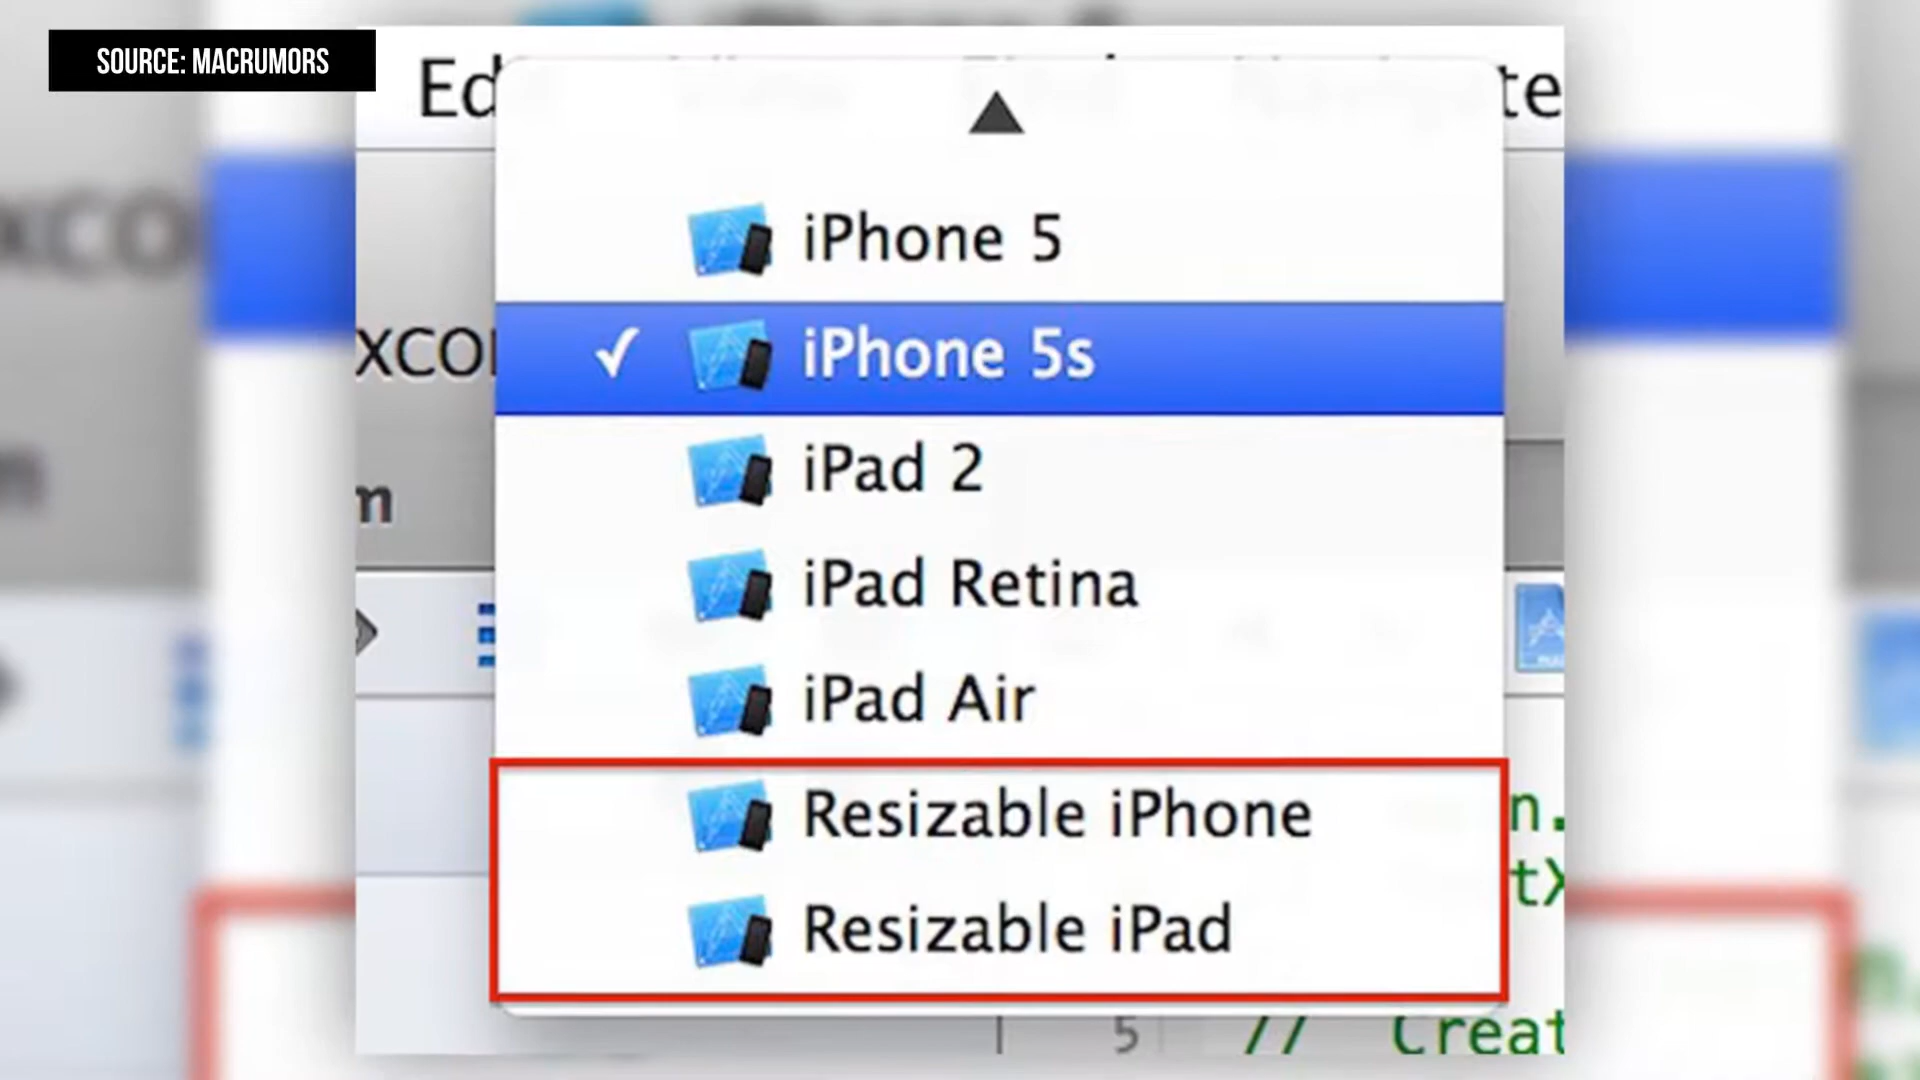 SOURCE: MACRUMORS
Ed
te
iPhone 5
XCO
✓ iPhone 5s
iPad 2
m
iPad Retina
iPad Air
Resizable iPhone
n.
tX
Resizable iPad
5 // Creat